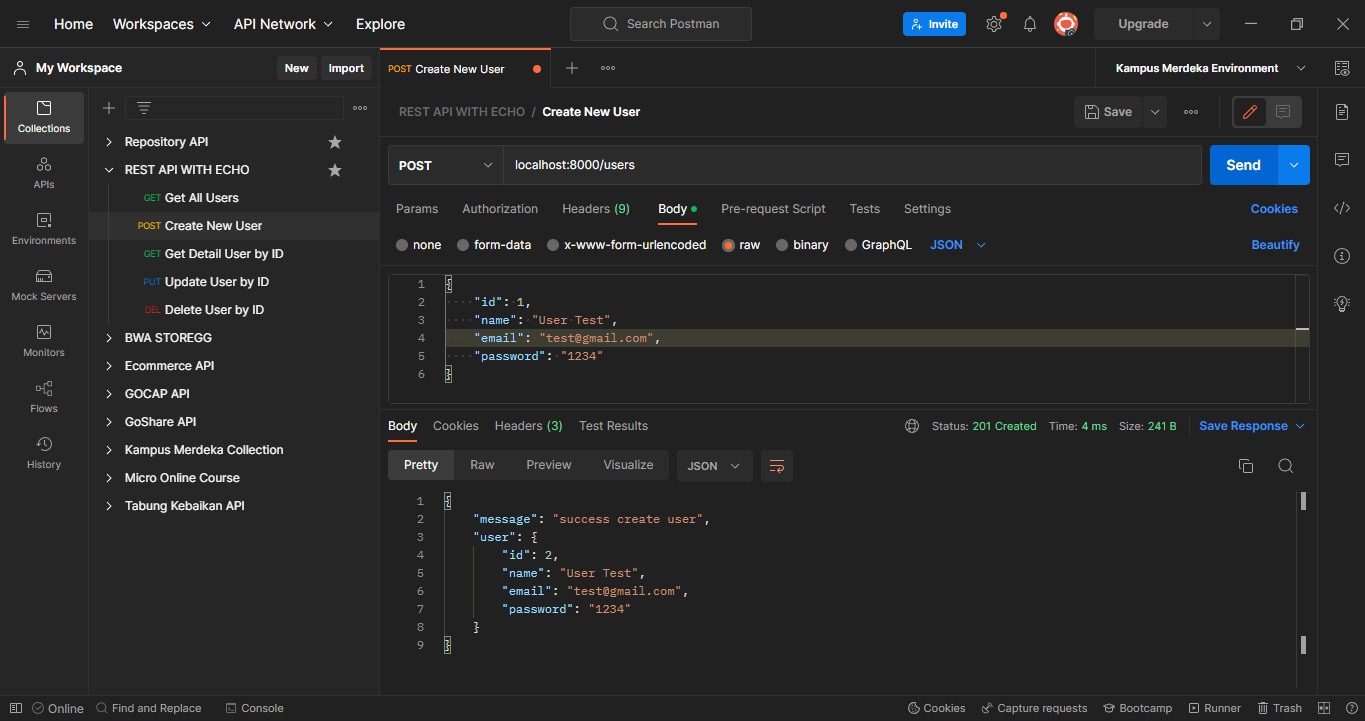 Home Workspaces API Network Explore Search Postman Invite Upgrade
My Workspace New Import POST Create New User Kampus Merdeka Environment
Collections
APIs
Environments
Mock Servers
Monitors
Flows
History
Repository API
REST API WITH ECHO
GET Get All Users
POST Create New User
GET Get Detail User by ID
PUT Update User by ID
DEL Delete User by ID
BWA STOREGG
Ecommerce API
GOCAP API
GoShare API
Kampus Merdeka Collection
Micro Online Course
Tabung Kebaikan API
REST API WITH ECHO / Create New User Save
POST localhost:8000/users Send
Params Authorization Headers (9) Body Pre-request Script Tests Settings Cookies
none form-data x-www-form-urlencoded raw binary GraphQL JSON Beautify
1 {
2 "id": 1,
3 "name": "User Test",
4 "email": "test@gmail.com",
5 "password": "1234"
6 }
Body Cookies Headers (3) Test Results Status: 201 Created Time: 4 ms Size: 241 B Save Response
Pretty Raw Preview Visualize JSON
1 {
2 "message": "success create user",
3 "user": {
4 "id": 2,
5 "name": "User Test",
6 "email": "test@gmail.com",
7 "password": "1234"
8 }
9 }
Online Find and Replace Console Cookies Capture requests Bootcamp Runner Trash